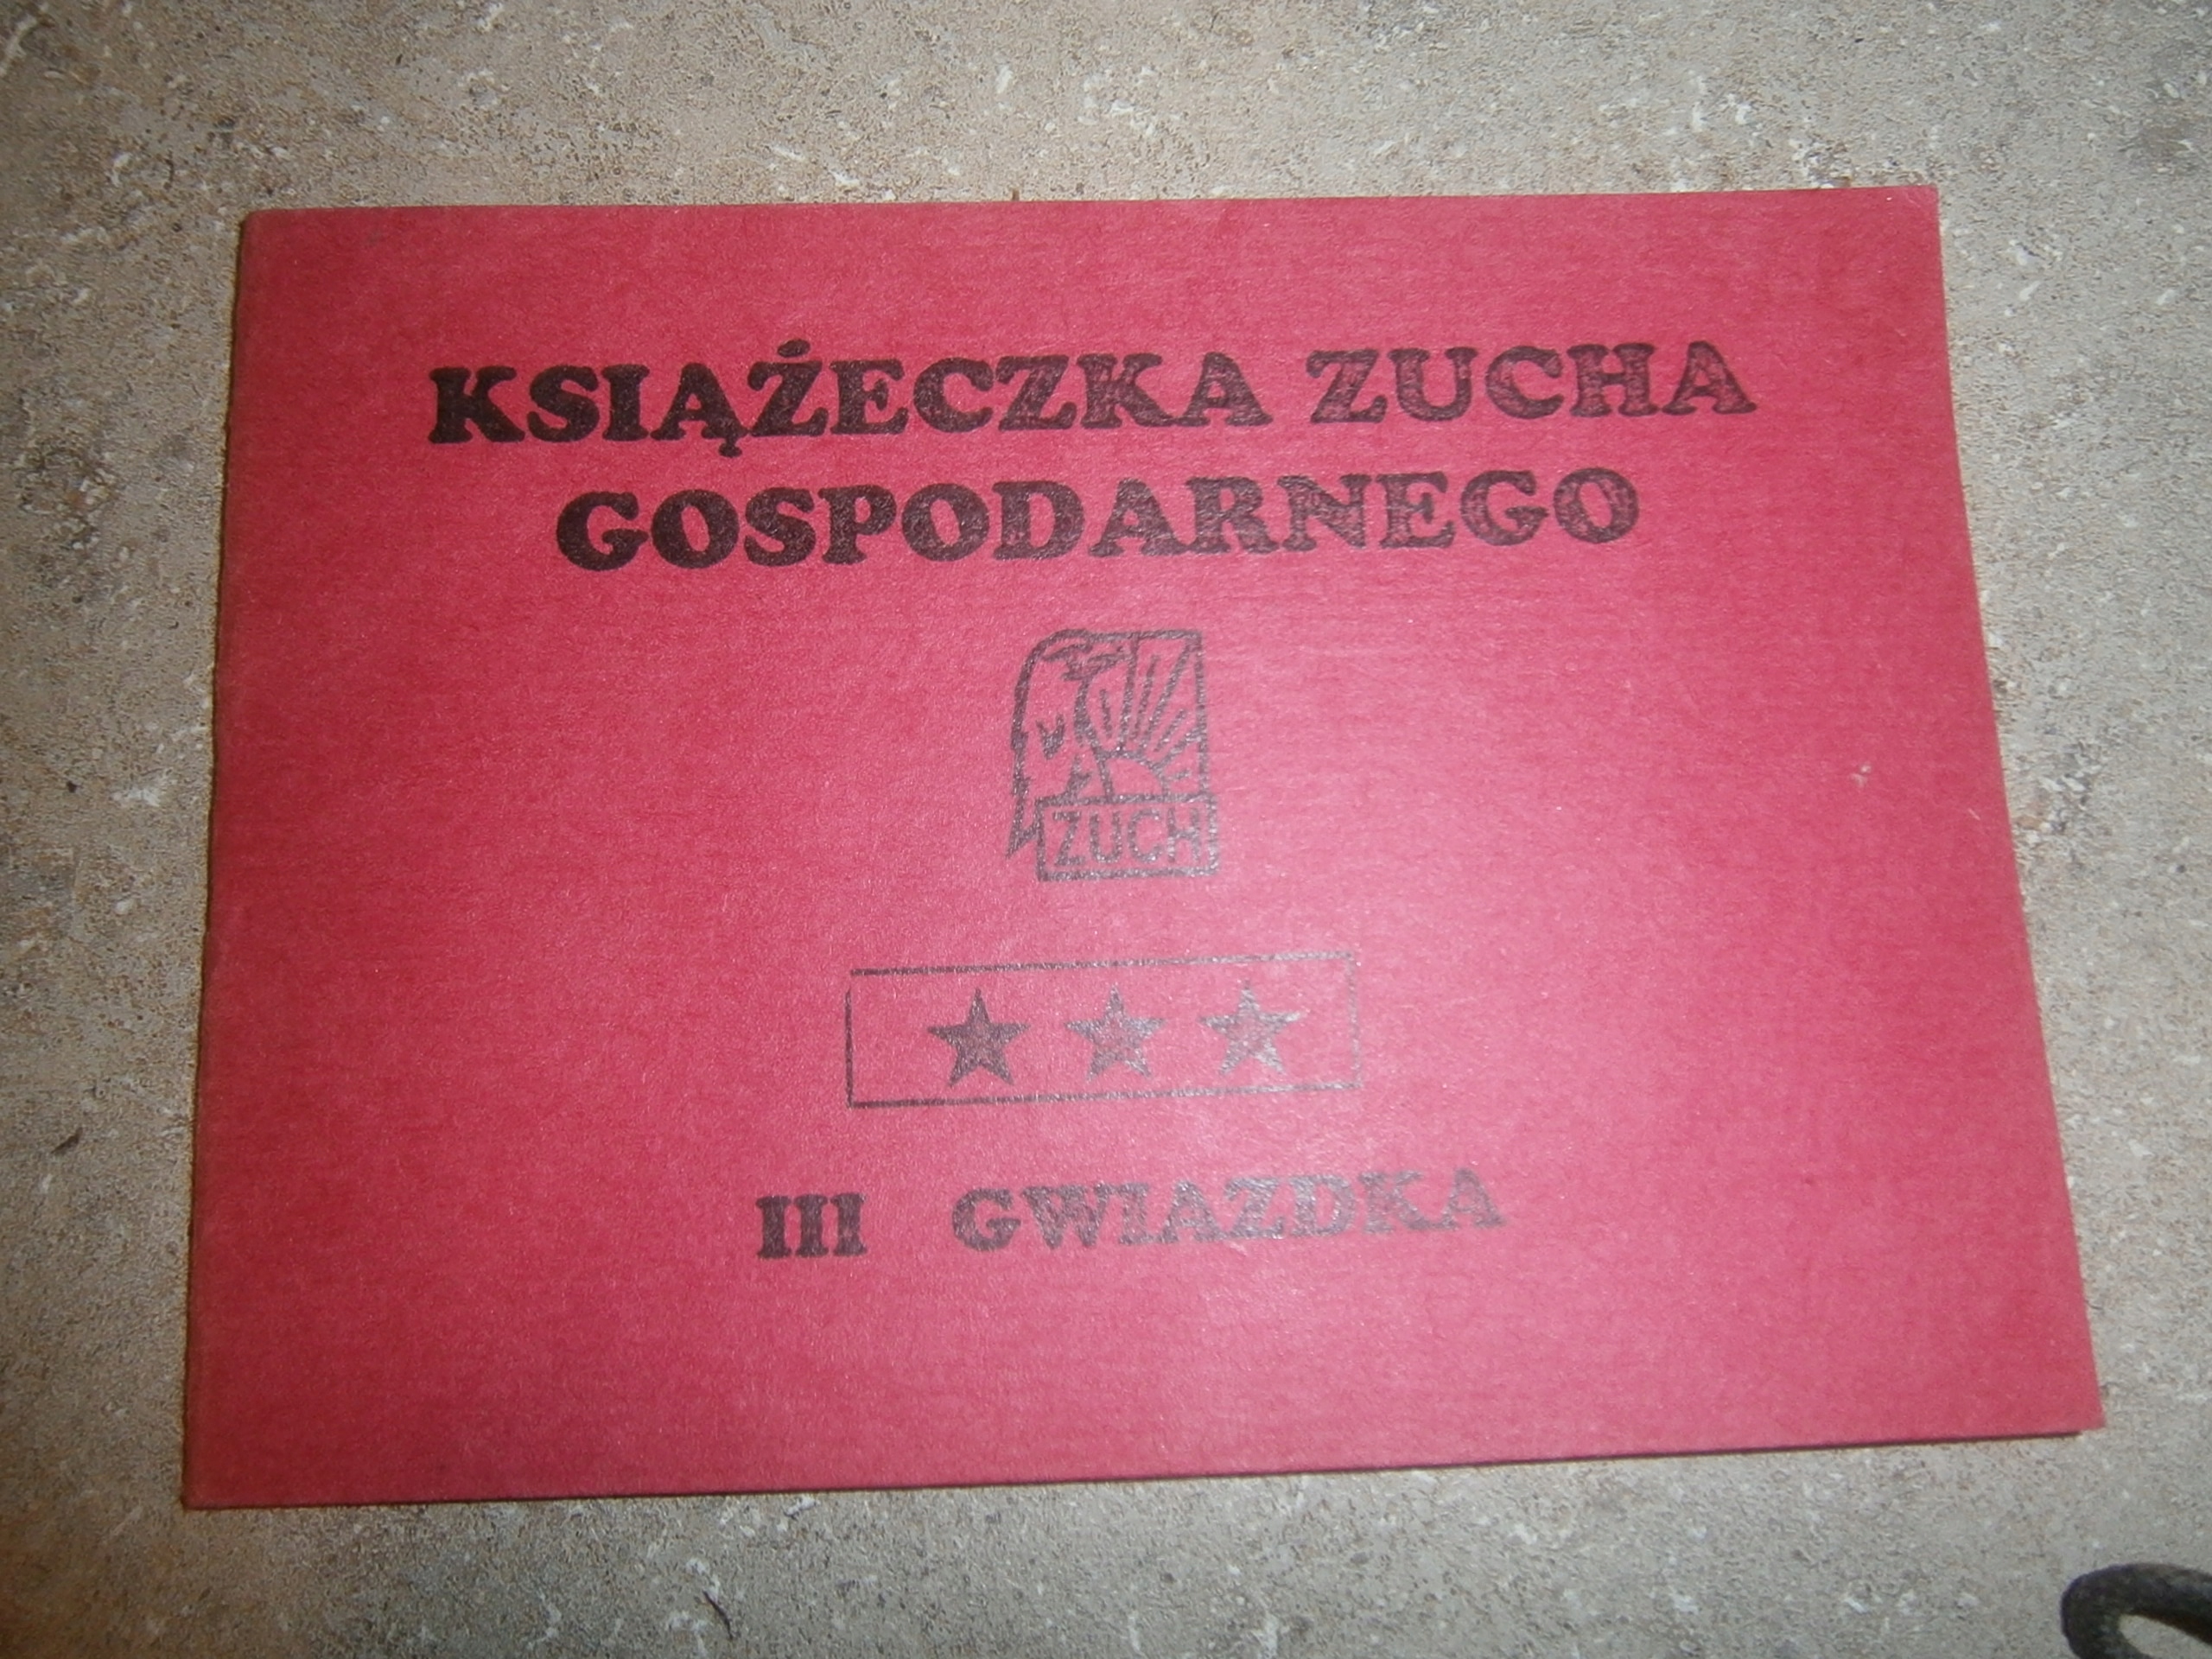 KSIĄŻECZKA ZUCHA
GOSPODARNEGO
ZUCH
III GWIAZDKA